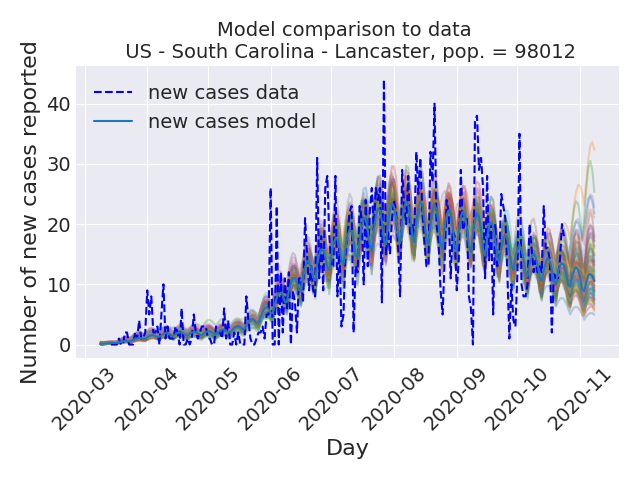 Model comparison to data
US - South Carolina - Lancaster, pop. = 98012
Number of new cases reported
40
30
20
10
0
new cases data
new cases model
2020-03
2020-04
2020-05
2020-06
2020-07
2020-08
2020-09
2020-10
2020-11
Day